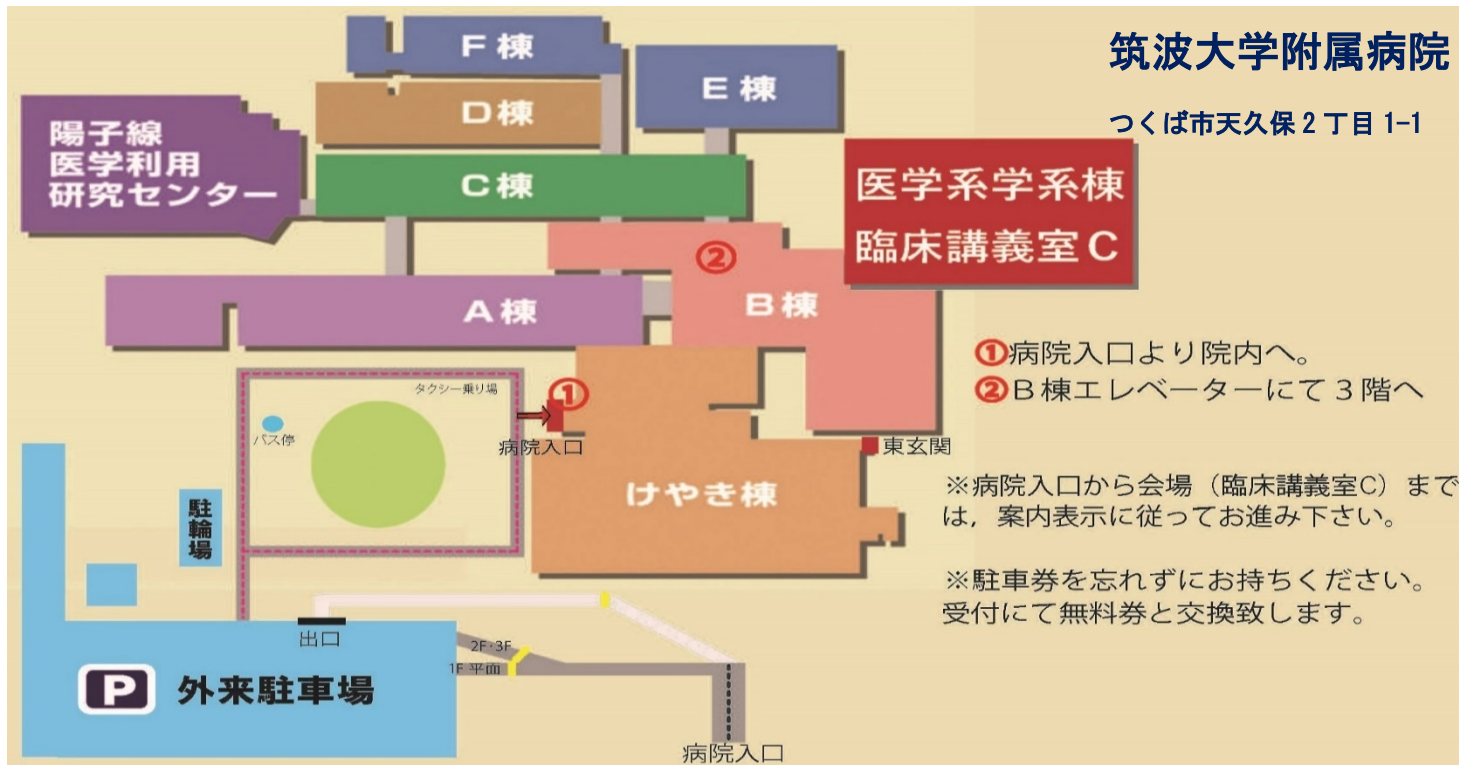 筑波大学附属病院
つくば市天久保2丁目1-1
F棟
E棟
D棟
陽子線
医学利用
研究センター
C棟
医学系学系棟
臨床講義室C
②
B棟
A棟
①病院入口より院内へ。
②B棟エレベーターにて3階へ
タクシー乗り場
①
バス停
病院入口
東玄関
けやき棟
※病院入口から会場（臨床講義室C）まで
は，案内表示に従ってお進み下さい。
駐輪場
※駐車券を忘れずにお持ちください。
受付にて無料券と交換致します。
出口
2F・3F
1F 平面
P 外来駐車場
病院入口